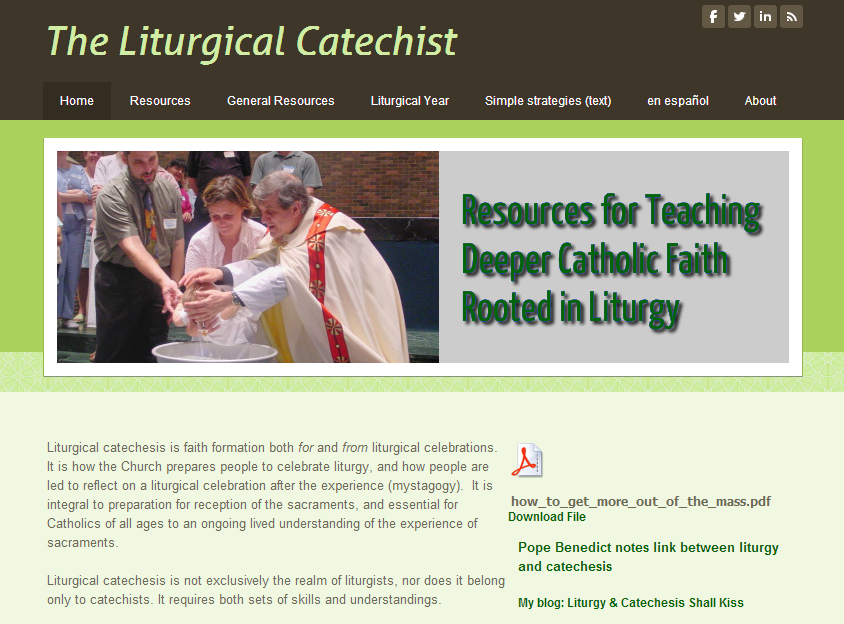 The Liturgical Catechist
Home Resources General Resources Liturgical Year Simple strategies (text) en español About
Resources for Teaching
Deeper Catholic Faith
Rooted in Liturgy
Liturgical catechesis is faith formation both for and from liturgical celebrations.
It is how the Church prepares people to celebrate liturgy, and how people are
led to reflect on a liturgical celebration after the experience (mystagogy). It is
integral to preparation for reception of the sacraments, and essential for
Catholics of all ages to an ongoing lived understanding of the experience of
sacraments.
Liturgical catechesis is not exclusively the realm of liturgists, nor does it belong
only to catechists. It requires both sets of skills and understandings.
how_to_get_more_out_of_the_mass.pdf
Download File
Pope Benedict notes link between liturgy
and catechesis
My blog: Liturgy & Catechesis Shall Kiss